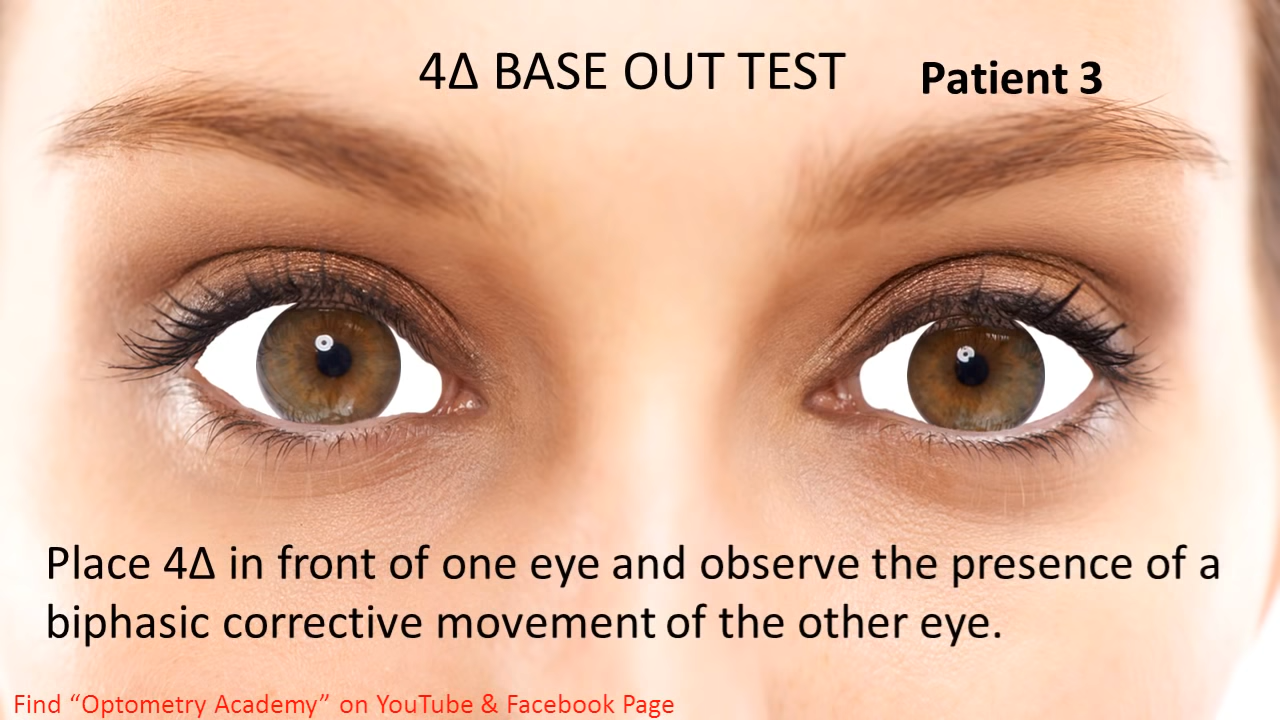 4Δ BASE OUT TEST
Patient 3
Place 4Δ in front of one eye and observe the presence of a
biphasic corrective movement of the other eye.
Find “Optometry Academy” on YouTube & Facebook Page